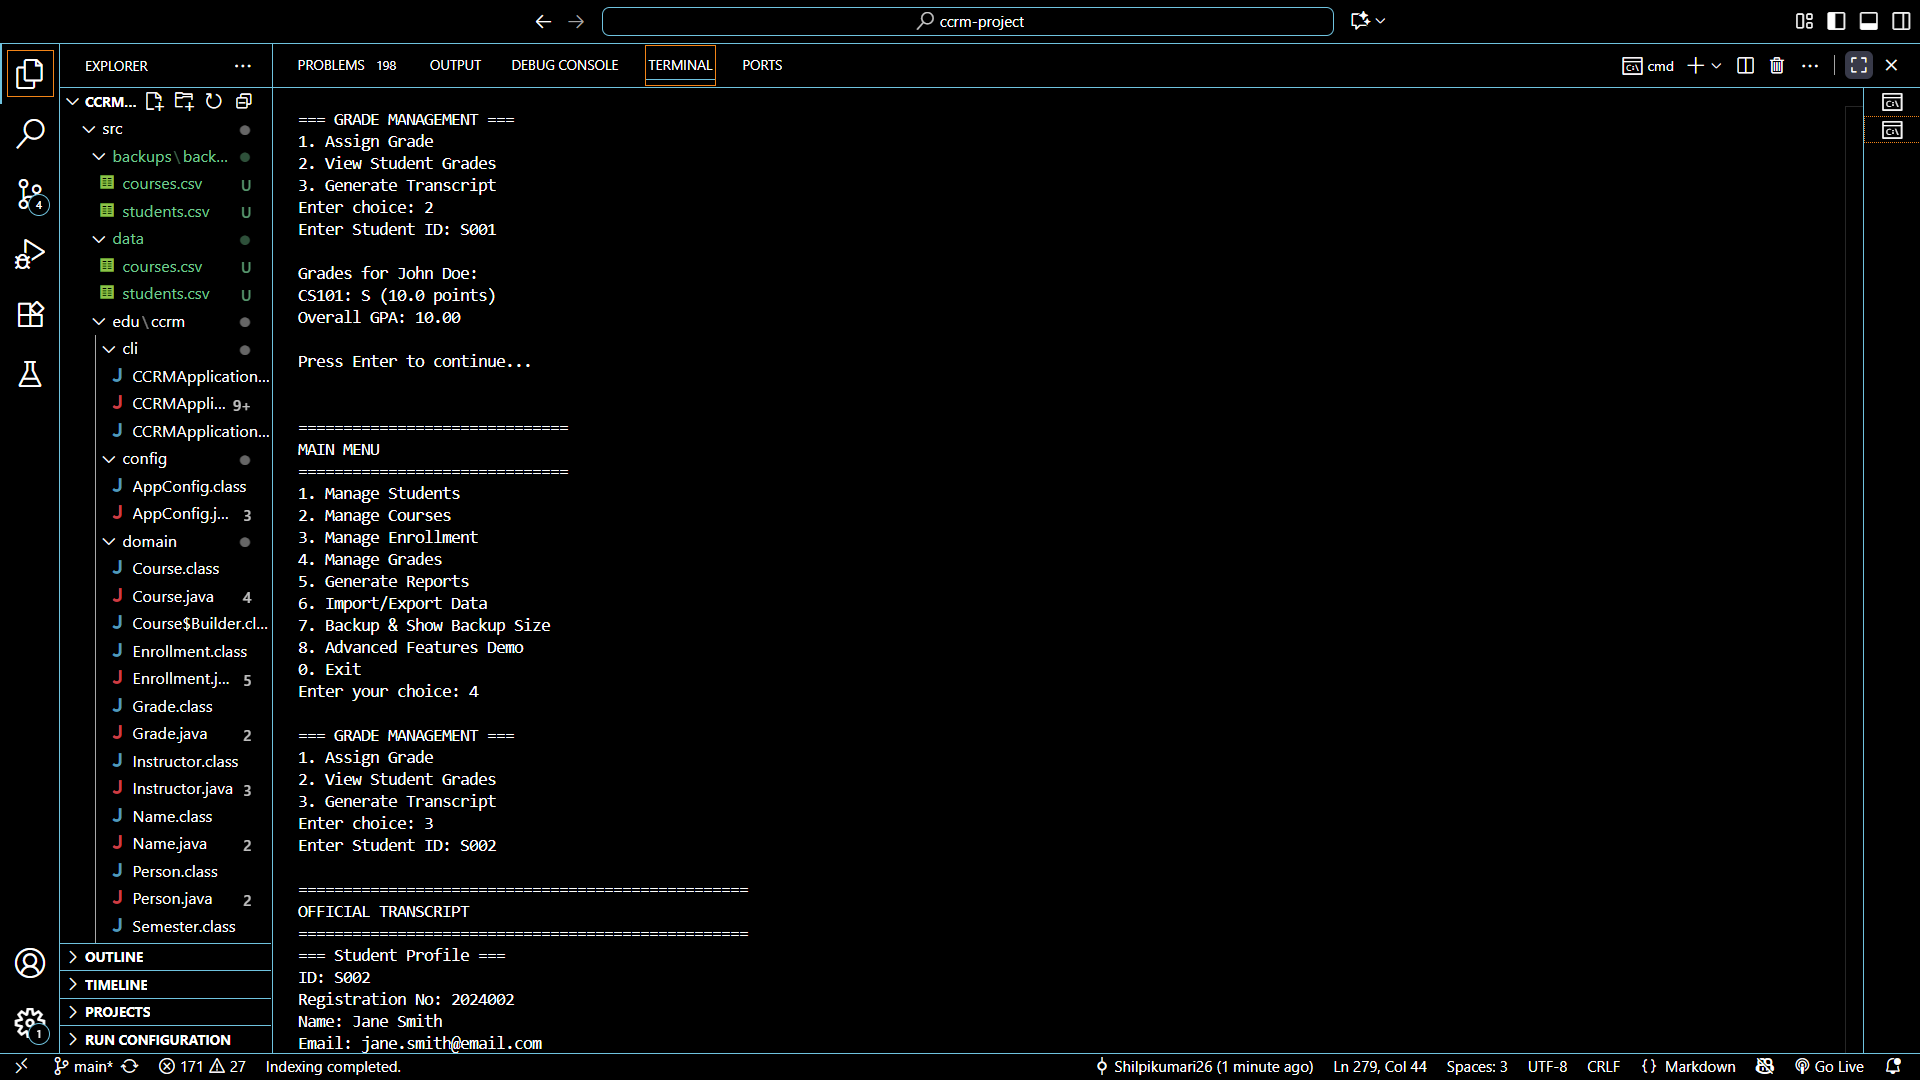 ccrm-project
EXPLORER
CCRM...
src
backups\back...
courses.csv U
students.csv U
data
courses.csv U
students.csv U
edu\ccrm
cli
CCRMApplication...
CCRMAppli... 9+
CCRMApplication...
config
AppConfig.class
AppConfig.j... 3
domain
Course.class
Course.java 4
Course$Builder.cl...
Enrollment.class
Enrollment.j... 5
Grade.class
Grade.java 2
Instructor.class
Instructor.java 3
Name.class
Name.java 2
Person.class
Person.java 2
Semester.class
OUTLINE
TIMELINE
PROJECTS
RUN CONFIGURATION
4
1
PROBLEMS 198 OUTPUT DEBUG CONSOLE TERMINAL PORTS
cmd
=== GRADE MANAGEMENT ===
1. Assign Grade
2. View Student Grades
3. Generate Transcript
Enter choice: 2
Enter Student ID: S001
Grades for John Doe:
CS101: S (10.0 points)
Overall GPA: 10.00
Press Enter to continue...
==============================
MAIN MENU
==============================
1. Manage Students
2. Manage Courses
3. Manage Enrollment
4. Manage Grades
5. Generate Reports
6. Import/Export Data
7. Backup & Show Backup Size
8. Advanced Features Demo
0. Exit
Enter your choice: 4
=== GRADE MANAGEMENT ===
1. Assign Grade
2. View Student Grades
3. Generate Transcript
Enter choice: 3
Enter Student ID: S002
==================================================
OFFICIAL TRANSCRIPT
==================================================
=== Student Profile ===
ID: S002
Registration No: 2024002
Name: Jane Smith
Email: jane.smith@email.com
main* 171 27 Indexing completed. Shilpikumari26 (1 minute ago) Ln 279, Col 44 Spaces: 3 UTF-8 CRLF {} Markdown Go Live